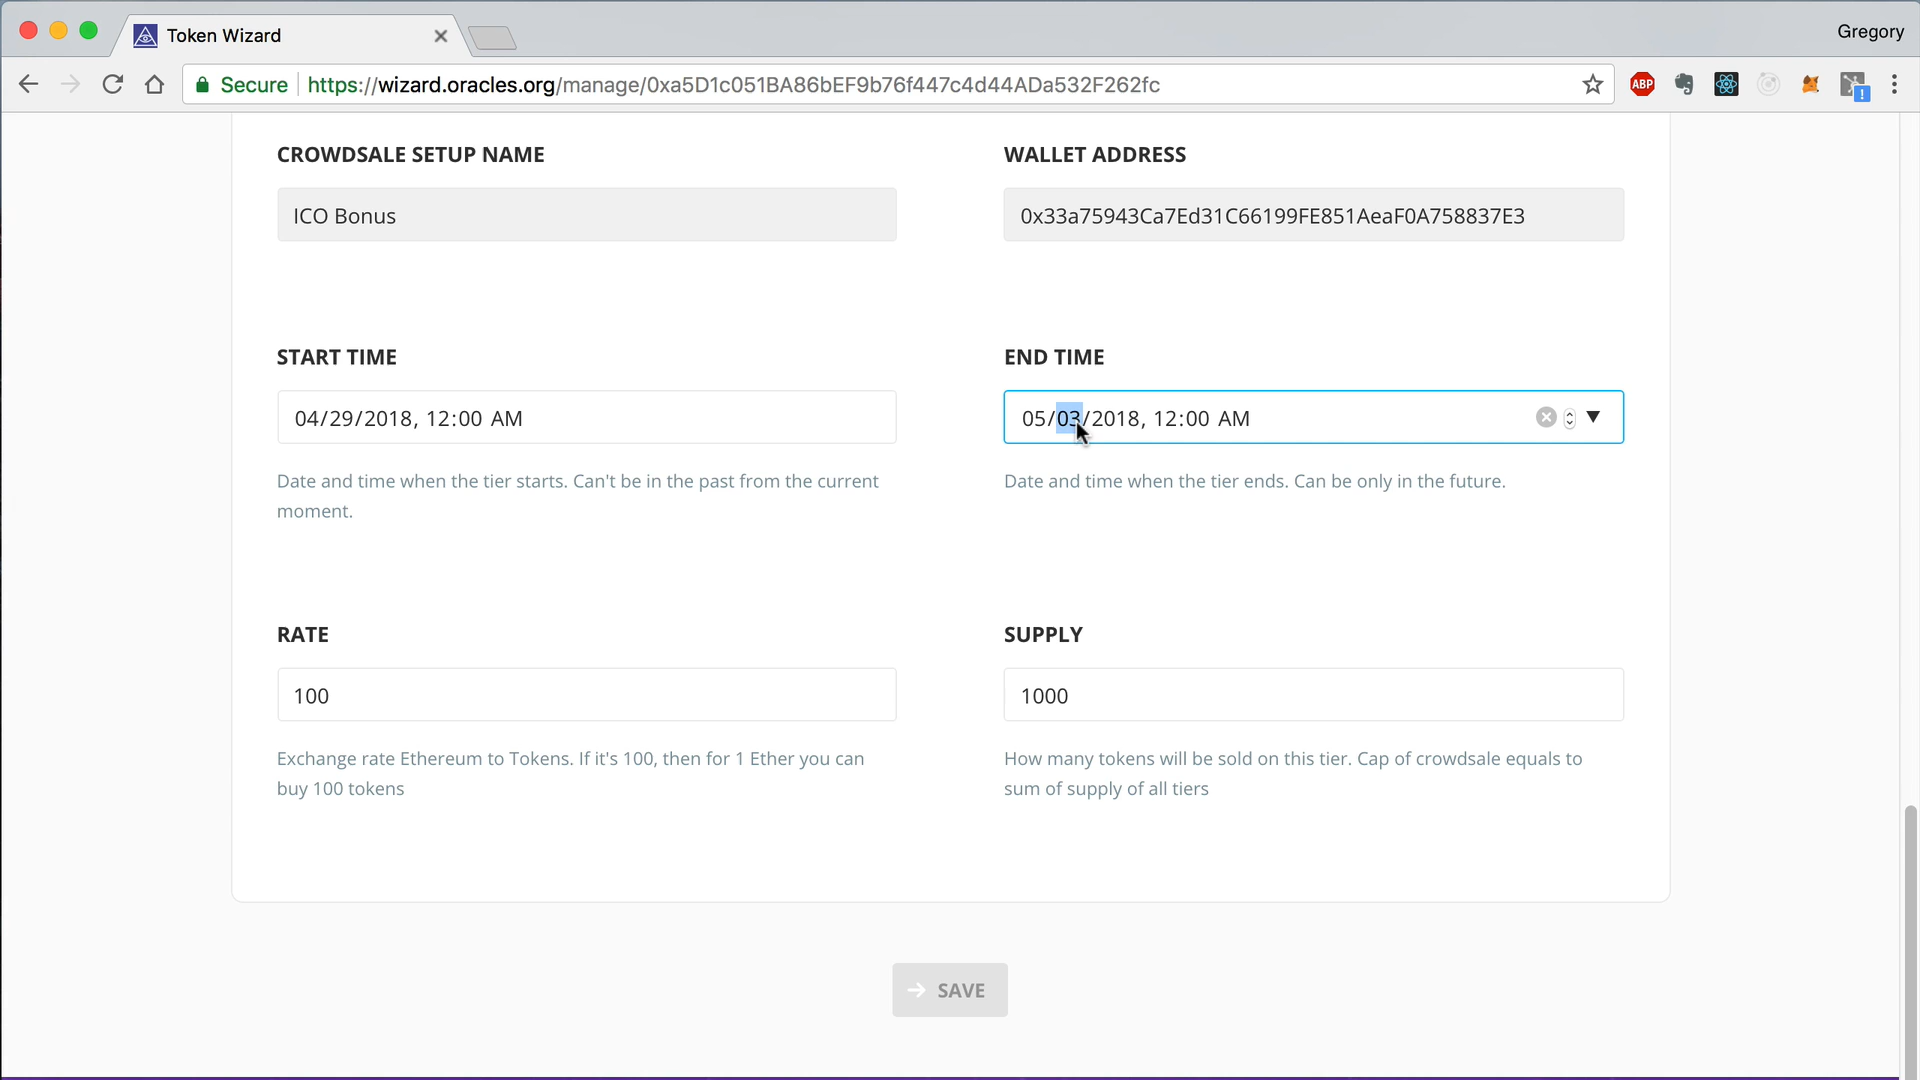 Token Wizard
Gregory
Secure https://wizard.oracles.org/manage/0xa5D1c051BA86bEF9b76f447c4d44ADa532F262fc
ABP
!
CROWDSALE SETUP NAME
ICO Bonus
WALLET ADDRESS
0x33a75943Ca7Ed31C66199FE851AeaF0A758837E3
START TIME
04/29/2018, 12:00 AM
Date and time when the tier starts. Can't be in the past from the current
moment.
END TIME
05/03/2018, 12:00 AM
Date and time when the tier ends. Can be only in the future.
RATE
100
Exchange rate Ethereum to Tokens. If it's 100, then for 1 Ether you can
buy 100 tokens
SUPPLY
1000
How many tokens will be sold on this tier. Cap of crowdsale equals to
sum of supply of all tiers
SAVE